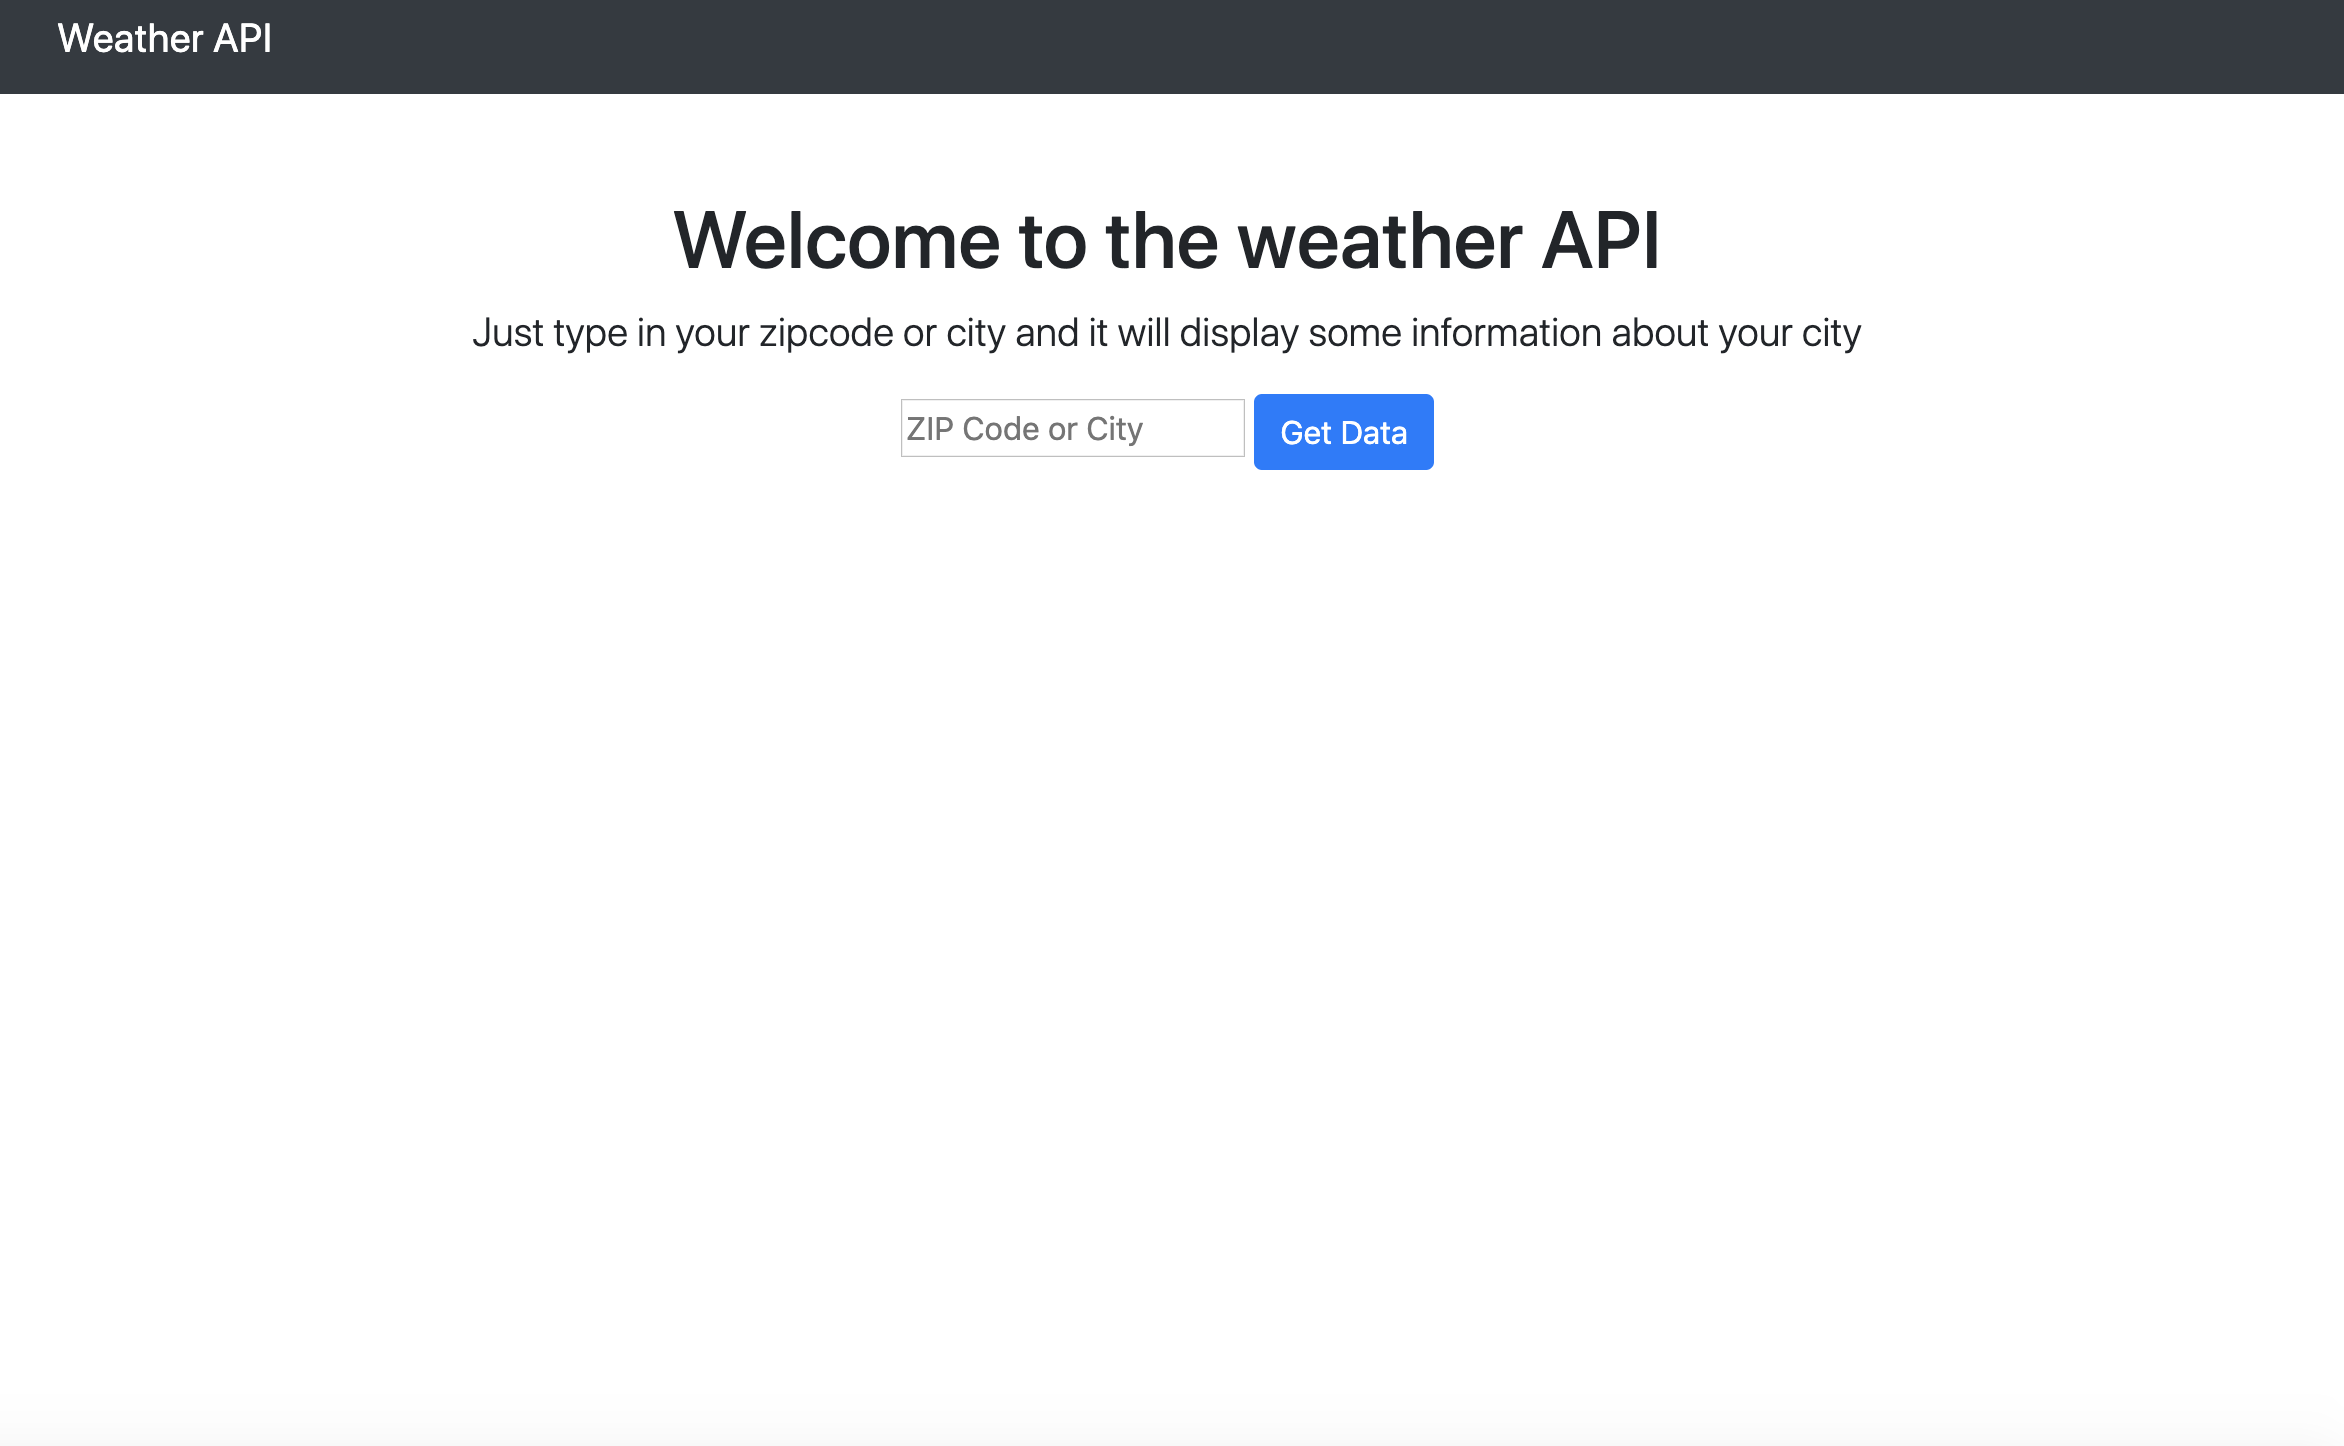 Weather API
Welcome to the weather API
Just type in your zipcode or city and it will display some information about your city
ZIP Code or City
Get Data